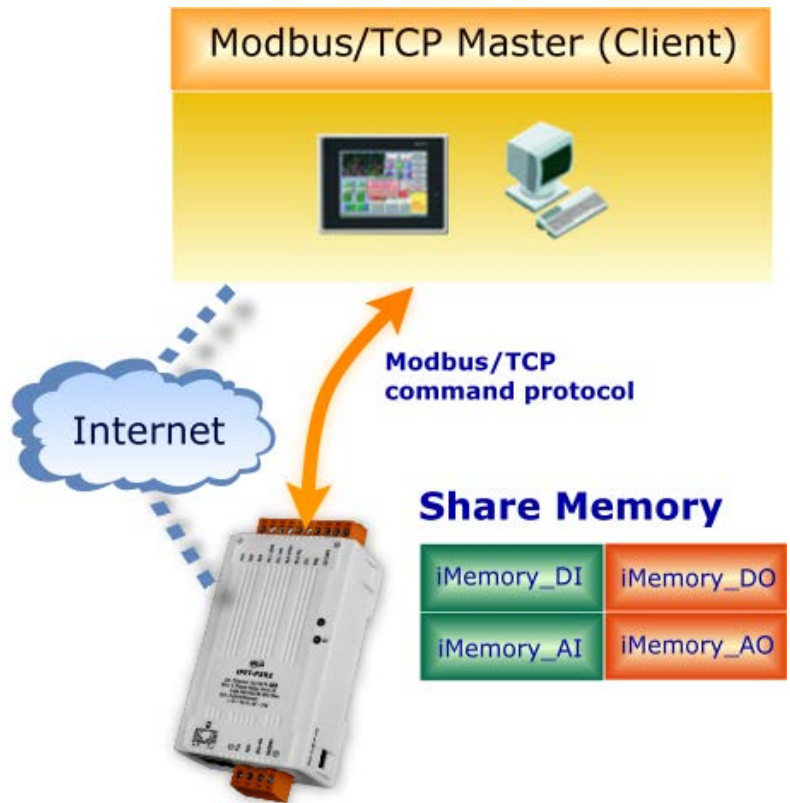 Modbus/TCP Master (Client)
Modbus/TCP
command protocol
Internet
Share Memory
iMemory_DI
iMemory_DO
iMemory_AI
iMemory_AO